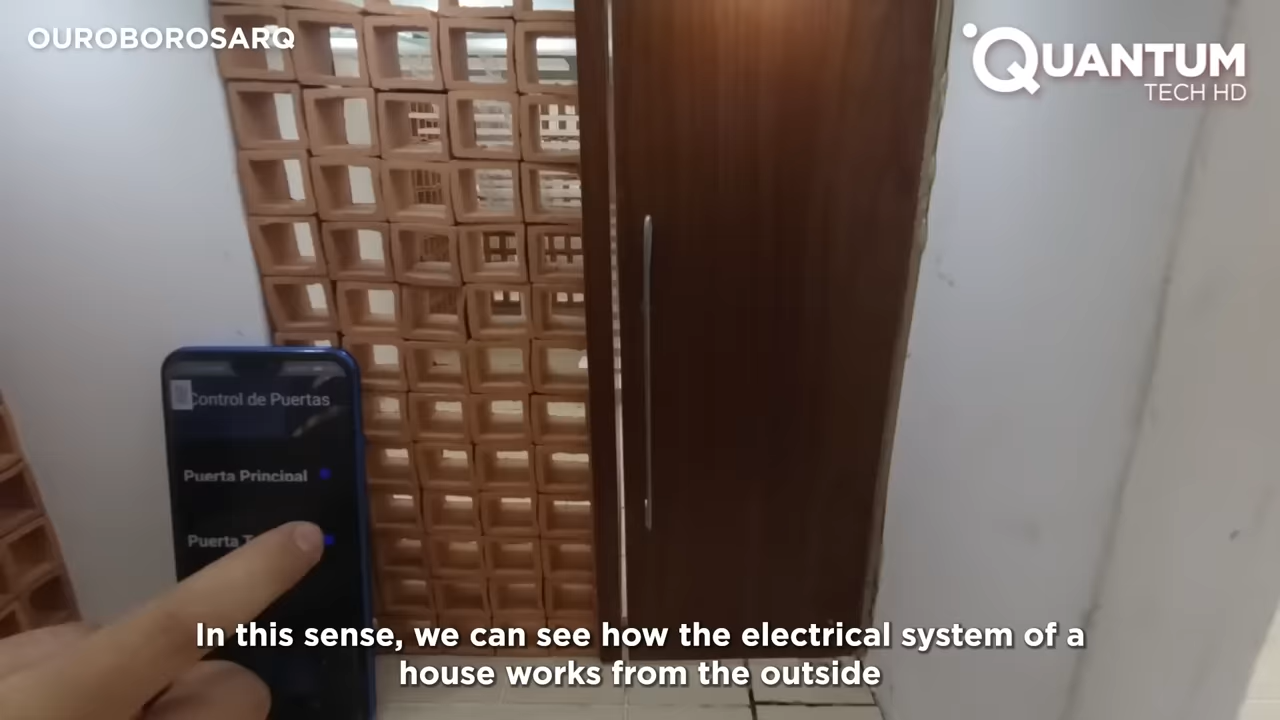 OUROBOROSARQ
QUANTUM
TECH HD
Control de Puertas
Puerta Principal
Puerta
In this sense, we can see how the electrical system of a
house works from the outside